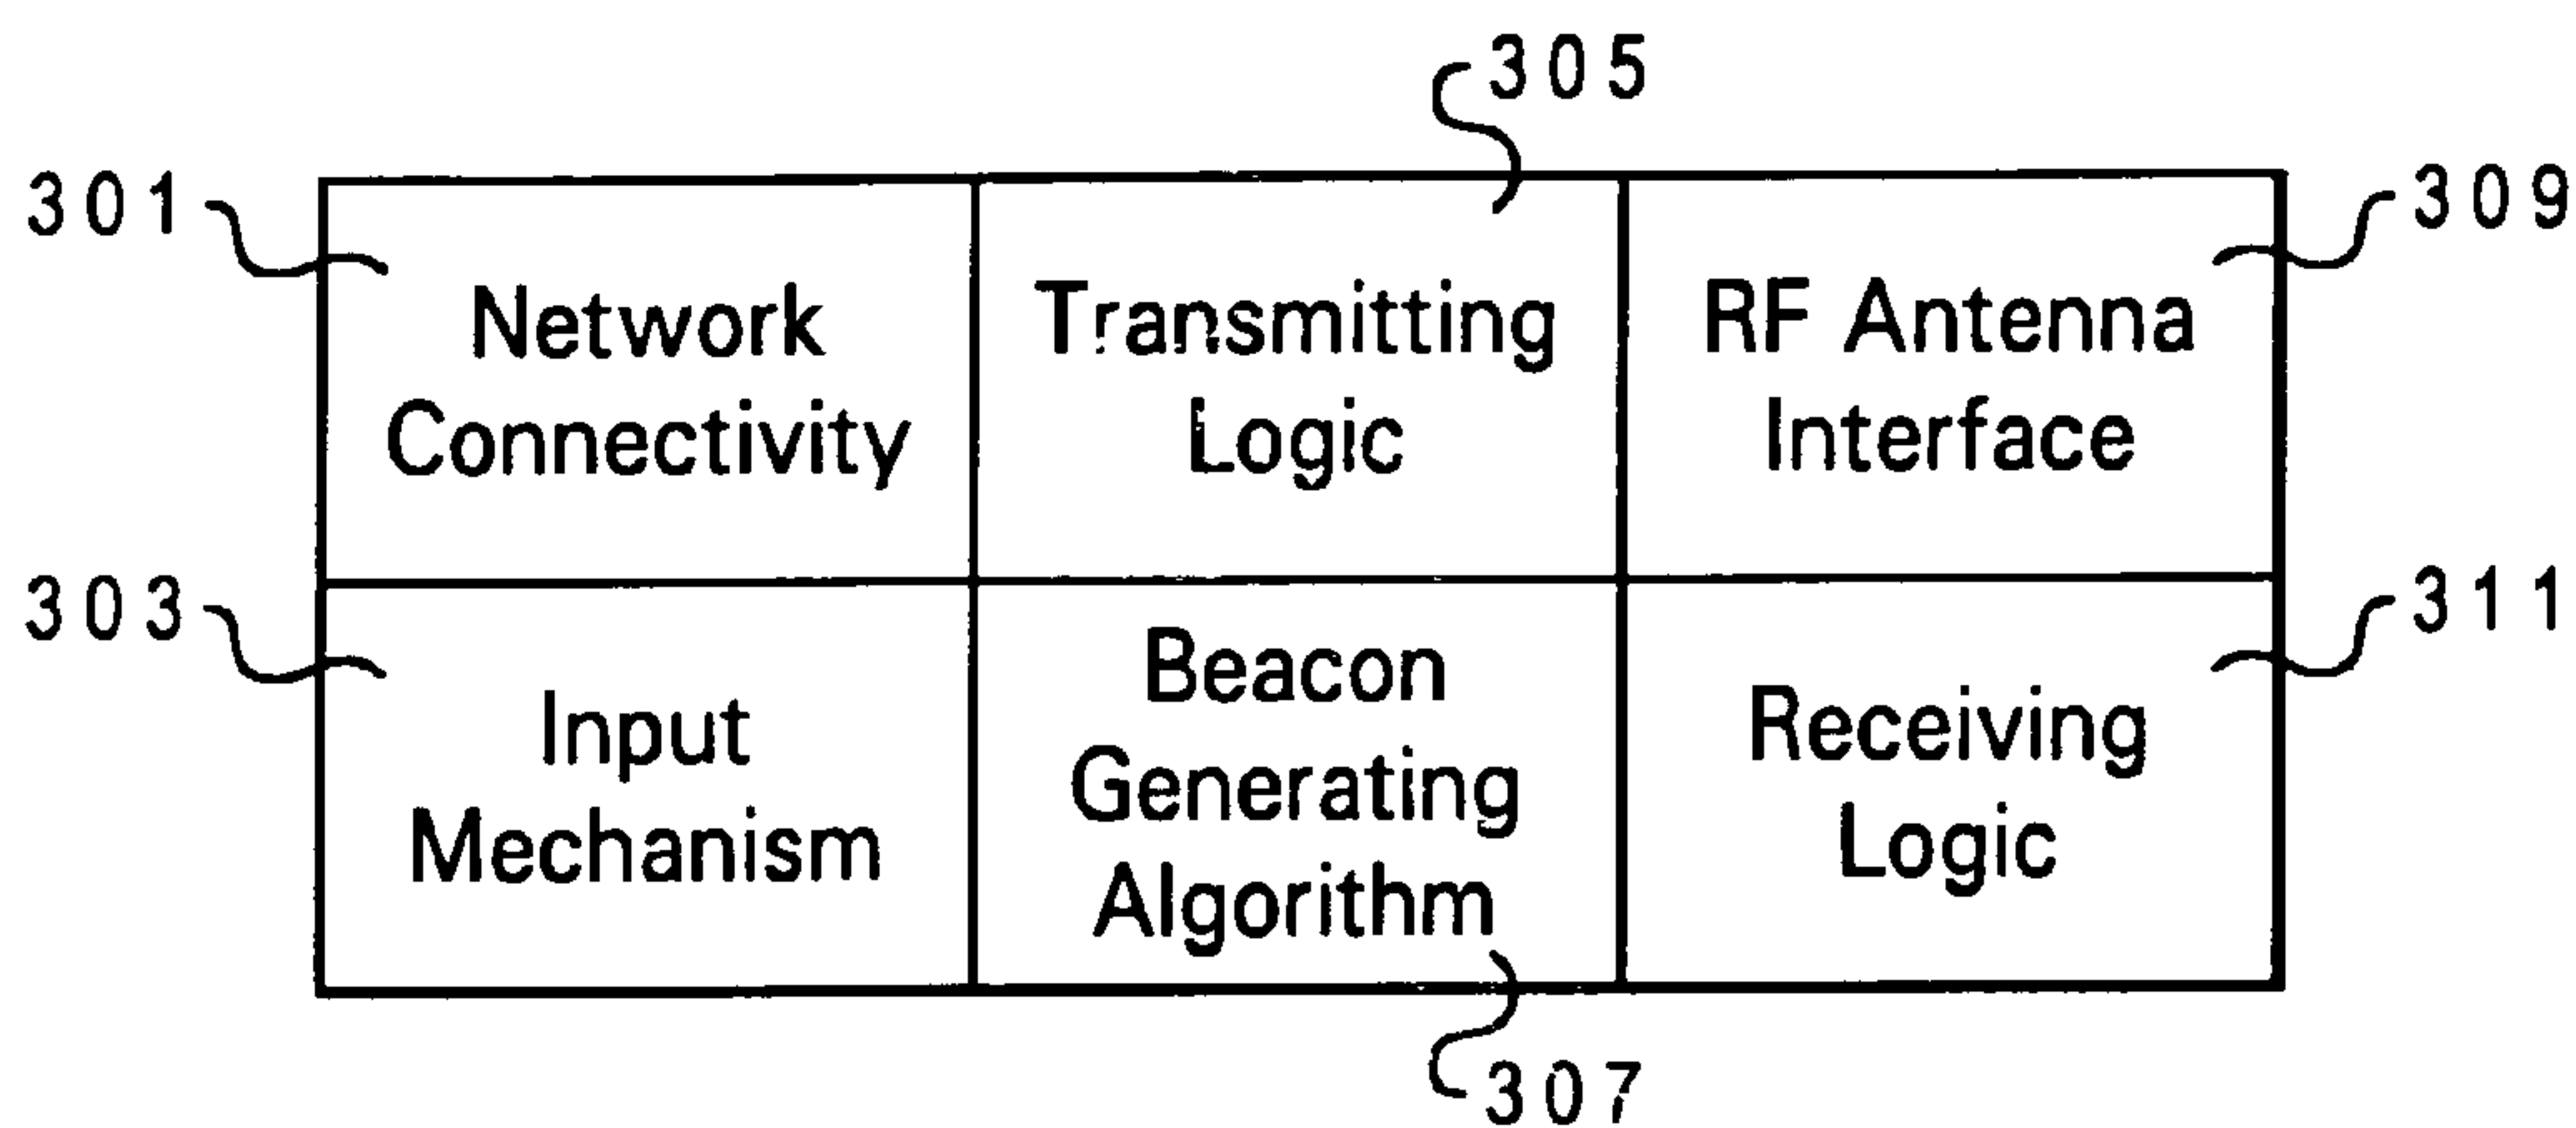 305
301
309
Network
Connectivity
Transmitting
Logic
RF Antenna
Interface
303
311
Input
Mechanism
Beacon
Generating
Algorithm
Receiving
Logic
307